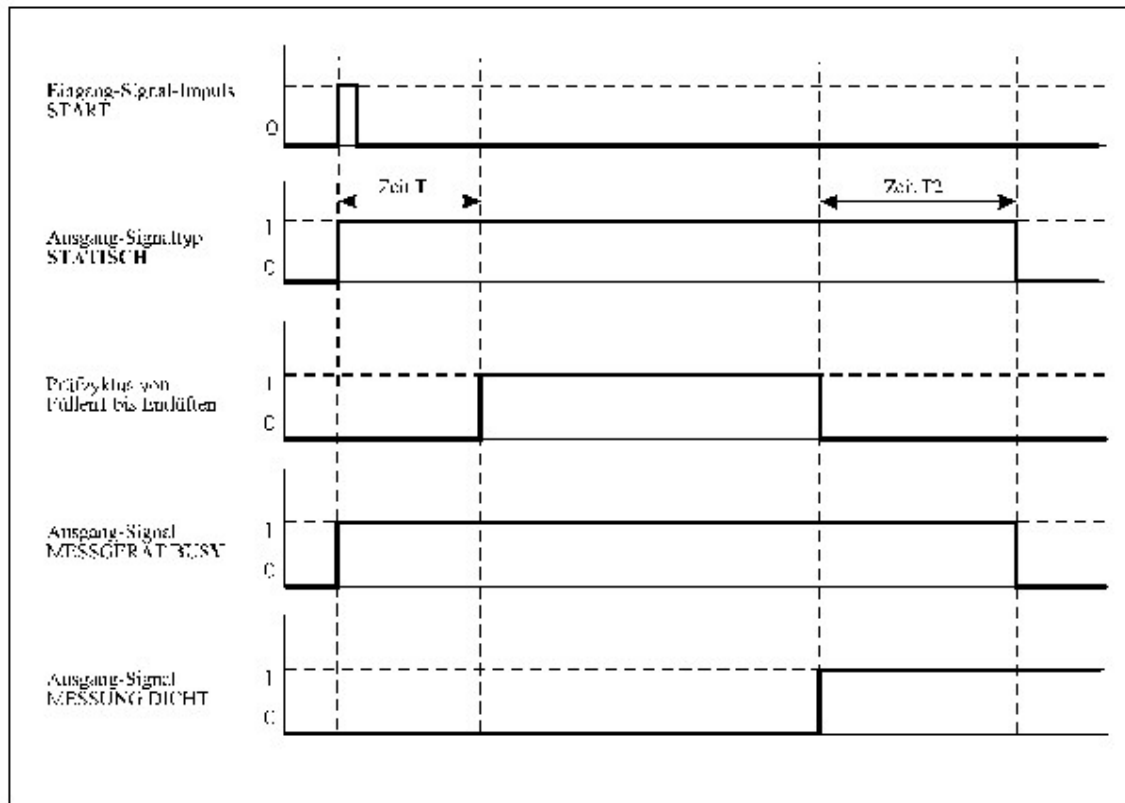 Eingang-Signal-Impuls
START
0
Zeit T
Zeit T2
Ausgang-Signaltyp
STATISCH
1
0
Prüfzyklus von
Füllen1 bis Entlüften
1
0
Ausgang-Signal
MESSGERÄT BUSY
1
0
Ausgang-Signal
MESSUNG DICHT
1
0